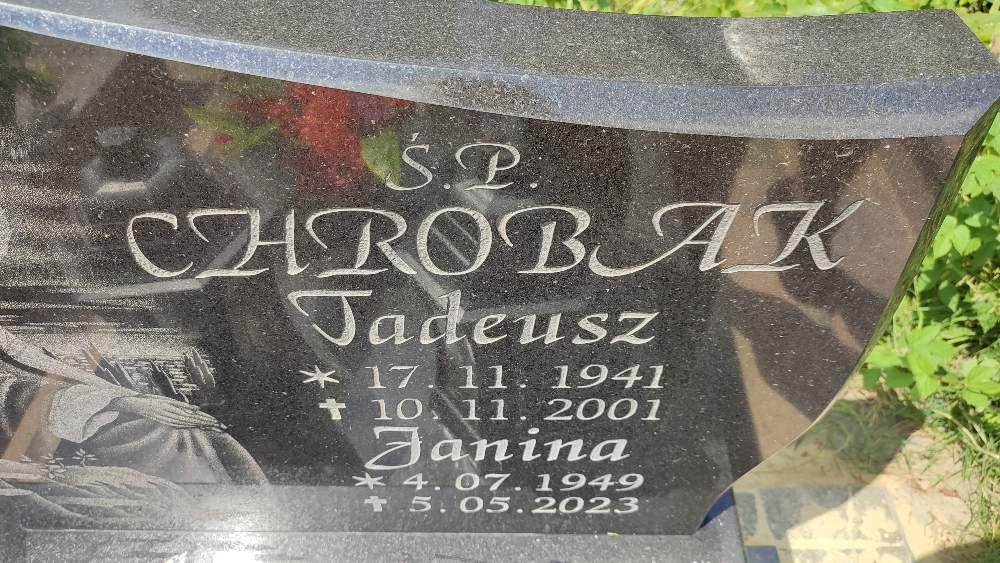 Ś.P.
CHROBAK
Tadeusz
* 17. 11. 1941
✝ 10. 11. 2001
Janina
* 4. 07. 1949
✝ 5. 05. 2023